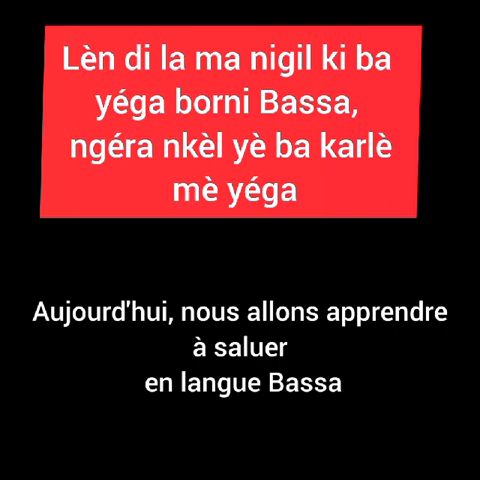 Lèn di la ma nigil ki ba
yéga borni Bassa,
ngéra nkèl yè ba karlè
mè yéga
Aujourd'hui, nous allons apprendre
à saluer
en langue Bassa